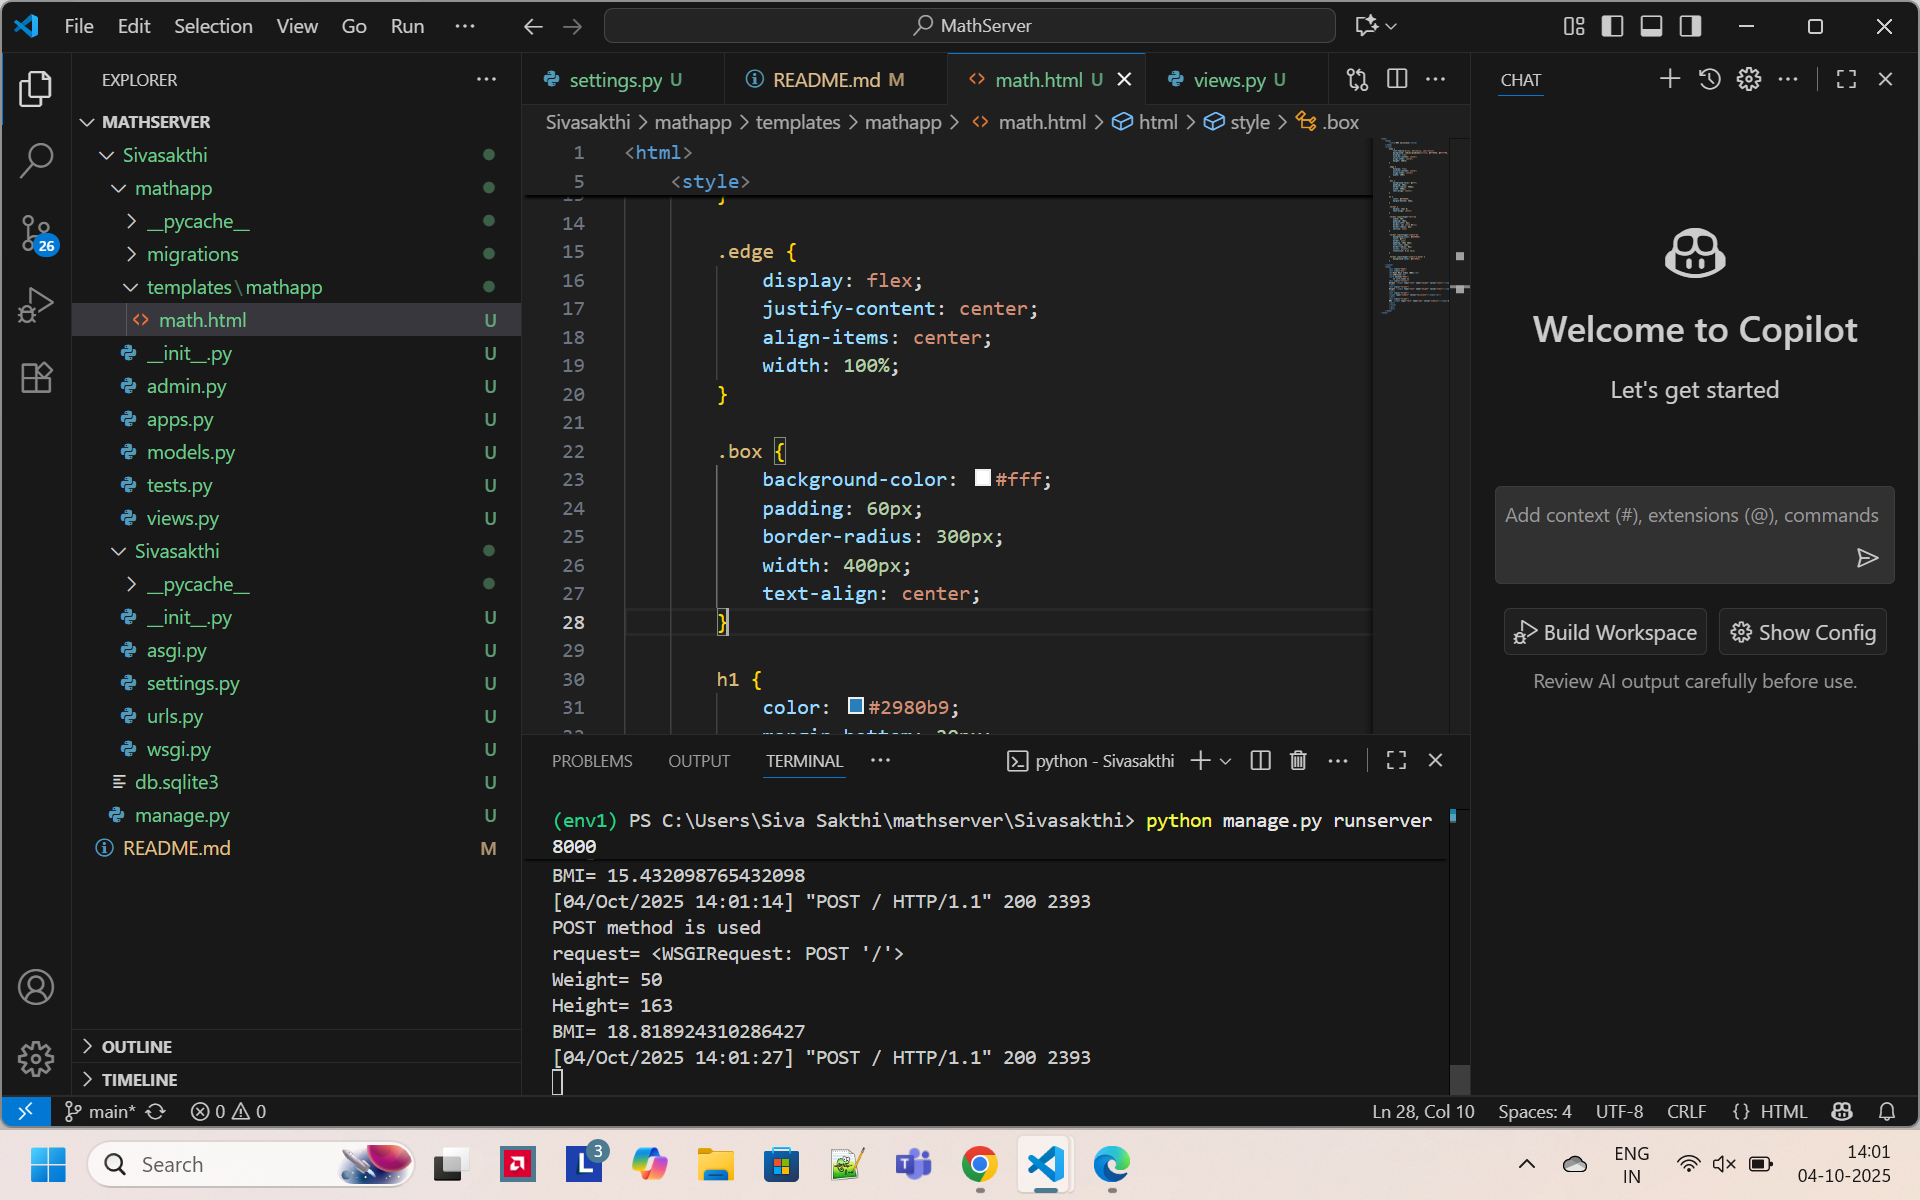 File Edit Selection View Go Run ··· MathServer
EXPLORER
MATHSERVER
Sivasakthi
mathapp
__pycache__
migrations
templates\mathapp
math.html U
__init__.py U
admin.py U
apps.py U
models.py U
tests.py U
views.py U
Sivasakthi
__pycache__
__init__.py U
asgi.py U
settings.py U
urls.py U
wsgi.py U
db.sqlite3 U
manage.py U
README.md M
OUTLINE
TIMELINE
26
settings.py U README.md M math.html U views.py U
Sivasakthi > mathapp > templates > mathapp > math.html > html > style > .box
1 <html>
5 <style>
14
15 .edge {
16 display: flex;
17 justify-content: center;
18 align-items: center;
19 width: 100%;
20 }
21
22 .box {
23 background-color: #fff;
24 padding: 60px;
25 border-radius: 300px;
26 width: 400px;
27 text-align: center;
28 }
29
30 h1 {
31 color: #2980b9;
PROBLEMS OUTPUT TERMINAL ··· python - Sivasakthi
(env1) PS C:\Users\Siva Sakthi\mathserver\Sivasakthi> python manage.py runserver
8000
BMI= 15.432098765432098
[04/Oct/2025 14:01:14] "POST / HTTP/1.1" 200 2393
POST method is used
request= <WSGIRequest: POST '/'>
Weight= 50
Height= 163
BMI= 18.818924310286427
[04/Oct/2025 14:01:27] "POST / HTTP/1.1" 200 2393
CHAT
Welcome to Copilot
Let's get started
Add context (#), extensions (@), commands
Build Workspace Show Config
Review AI output carefully before use.
main* 0 0 Ln 28, Col 10 Spaces: 4 UTF-8 CRLF {} HTML
Search 3 ENG 14:01
IN 04-10-2025